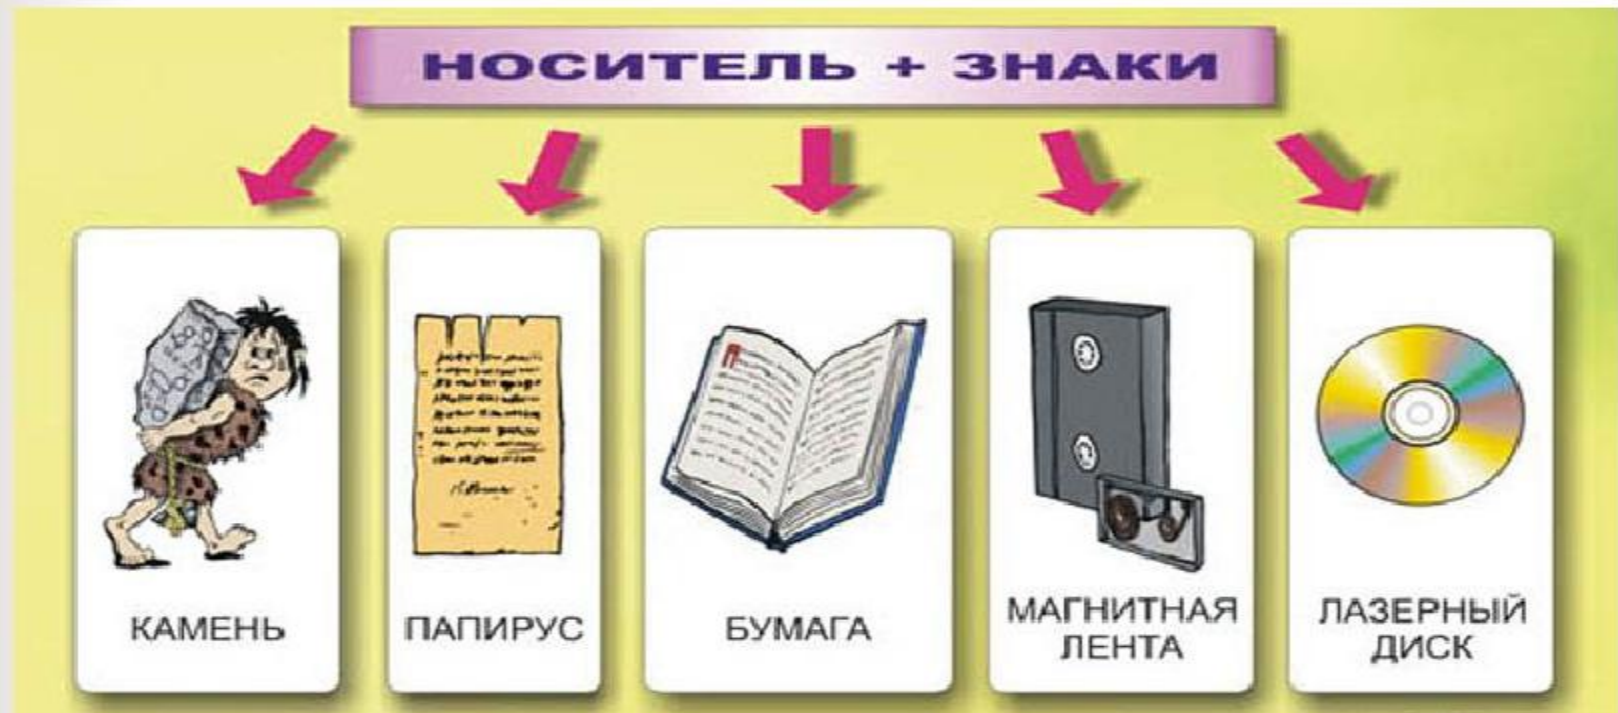 НОСИТЕЛЬ + ЗНАКИ
КАМЕНЬ
ПАПИРУС
БУМАГА
МАГНИТНАЯ
ЛЕНТА
ЛАЗЕРНЫЙ
ДИСК